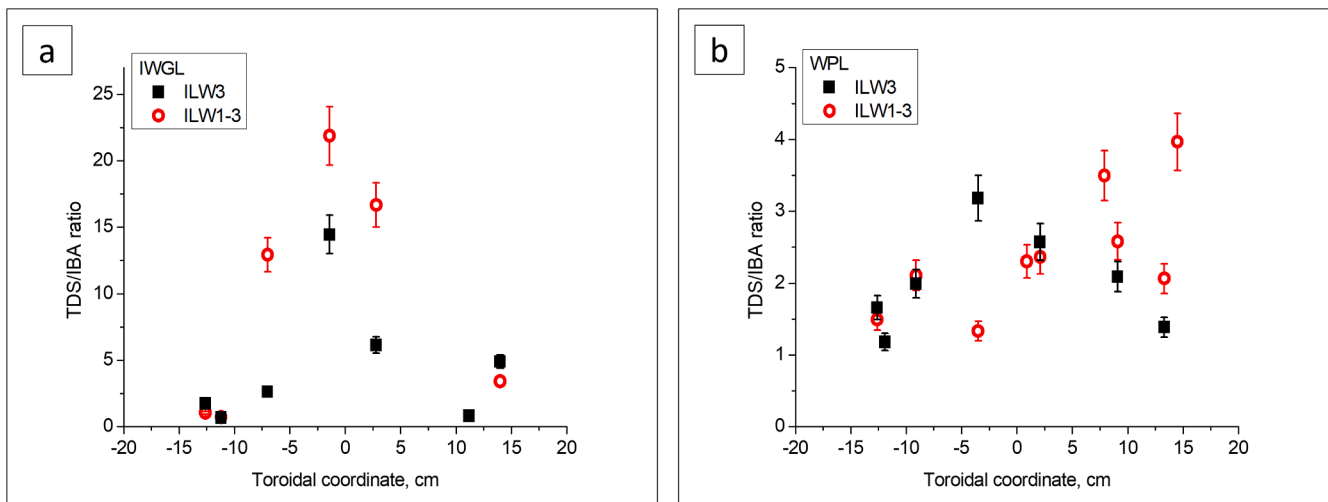 a
IWGL
ILW3
ILW1-3
25
20
15
10
5
0
TDS/IBA ratio
-20 -15 -10 -5 0 5 10 15 20
Toroidal coordinate, cm
b
WPL
ILW3
ILW1-3
5
4
3
2
1
0
TDS/IBA ratio
-20 -15 -10 -5 0 5 10 15 20
Toroidal coordinate, cm